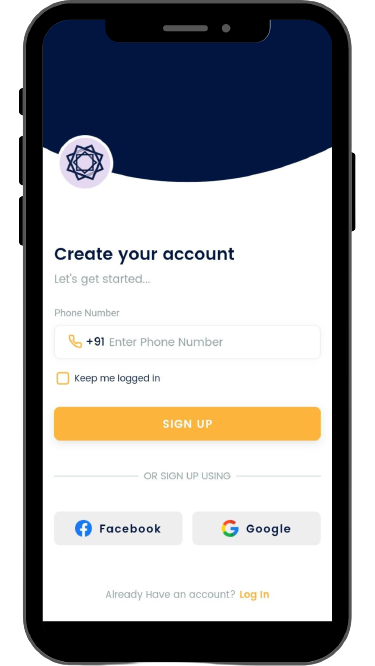 Create your account
Let's get started...
Phone Number
+91 Enter Phone Number
Keep me logged in
SIGN UP
OR SIGN UP USING
Facebook Google
Already Have an account? Log In